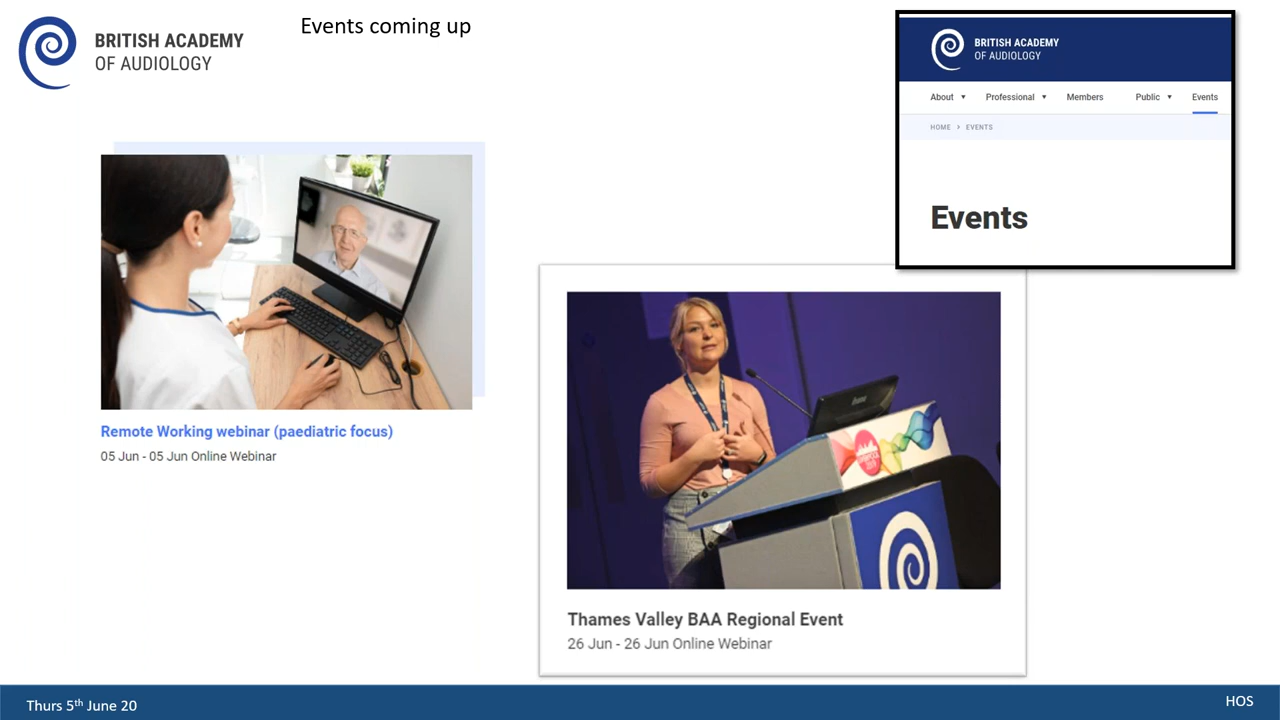 BRITISH ACADEMY
OF AUDIOLOGY
Events coming up
BRITISH ACADEMY
OF AUDIOLOGY
About ▼ Professional ▼ Members Public ▼ Events
HOME > EVENTS
Events
Remote Working webinar (paediatric focus)
05 Jun - 05 Jun Online Webinar
Thames Valley BAA Regional Event
26 Jun - 26 Jun Online Webinar
Thurs 5th June 20
HOS